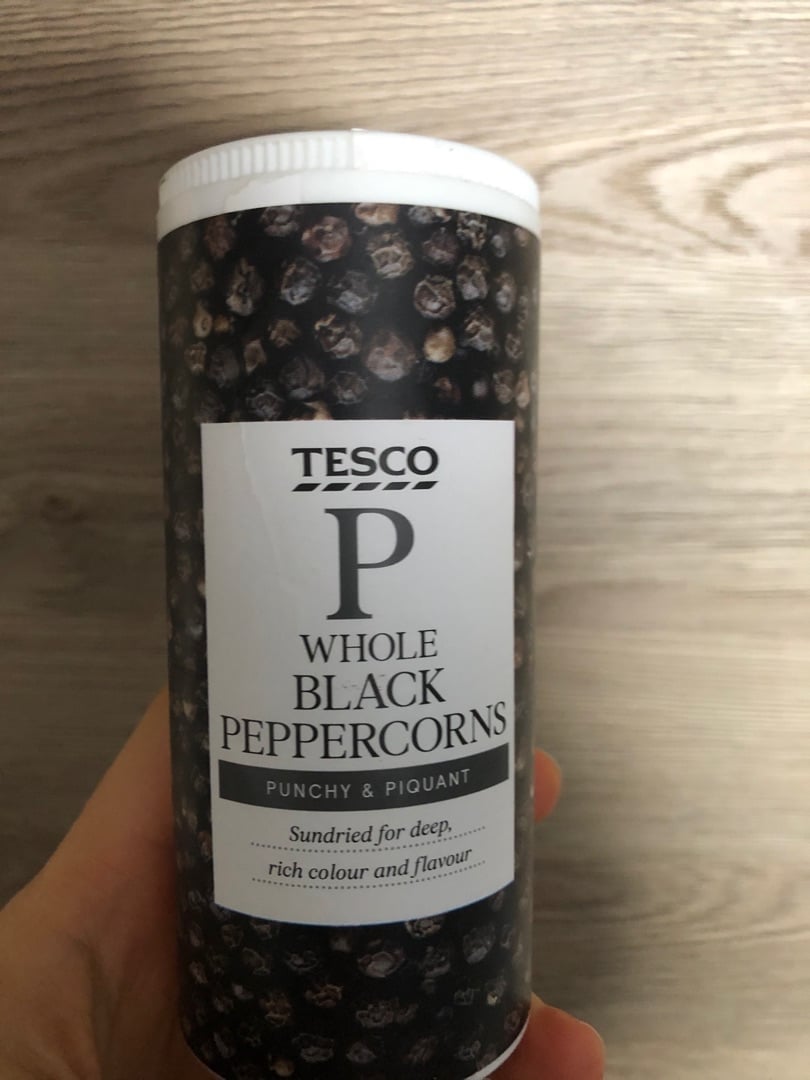 TESCO
P
WHOLE
BLACK
PEPPERCORNS
PUNCHY & PIQUANT
Sundried for deep,
rich colour and flavour